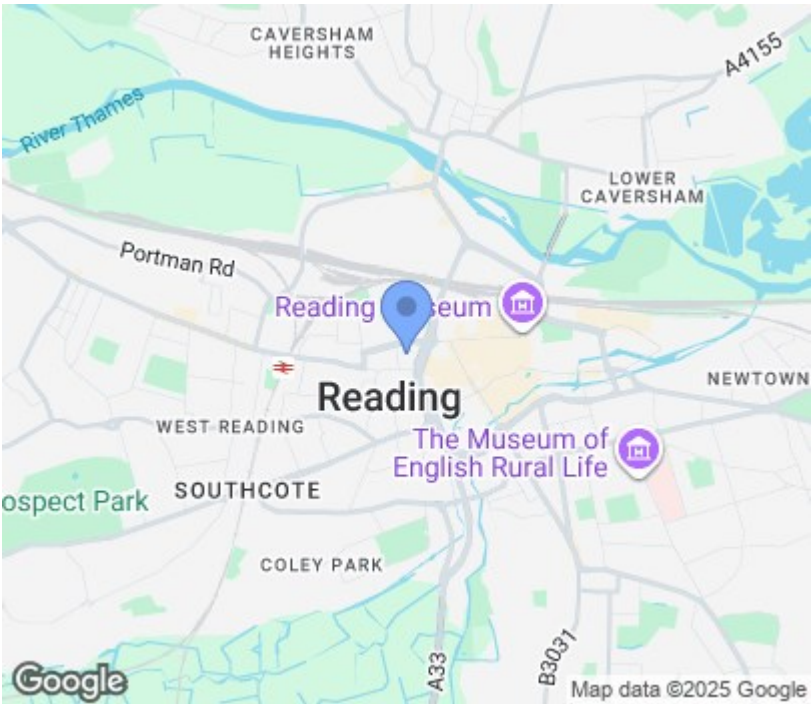 CAVERSHAM
HEIGHTS
A4155
River Thames
LOWER
CAVERSHAM
Portman Rd
Reading seum
Reading
NEWTOWN
WEST READING
The Museum of
English Rural Life
SOUTHCOTE
ospect Park
COLEY PARK
A33
B3031
Google
Map data ©2025 Google